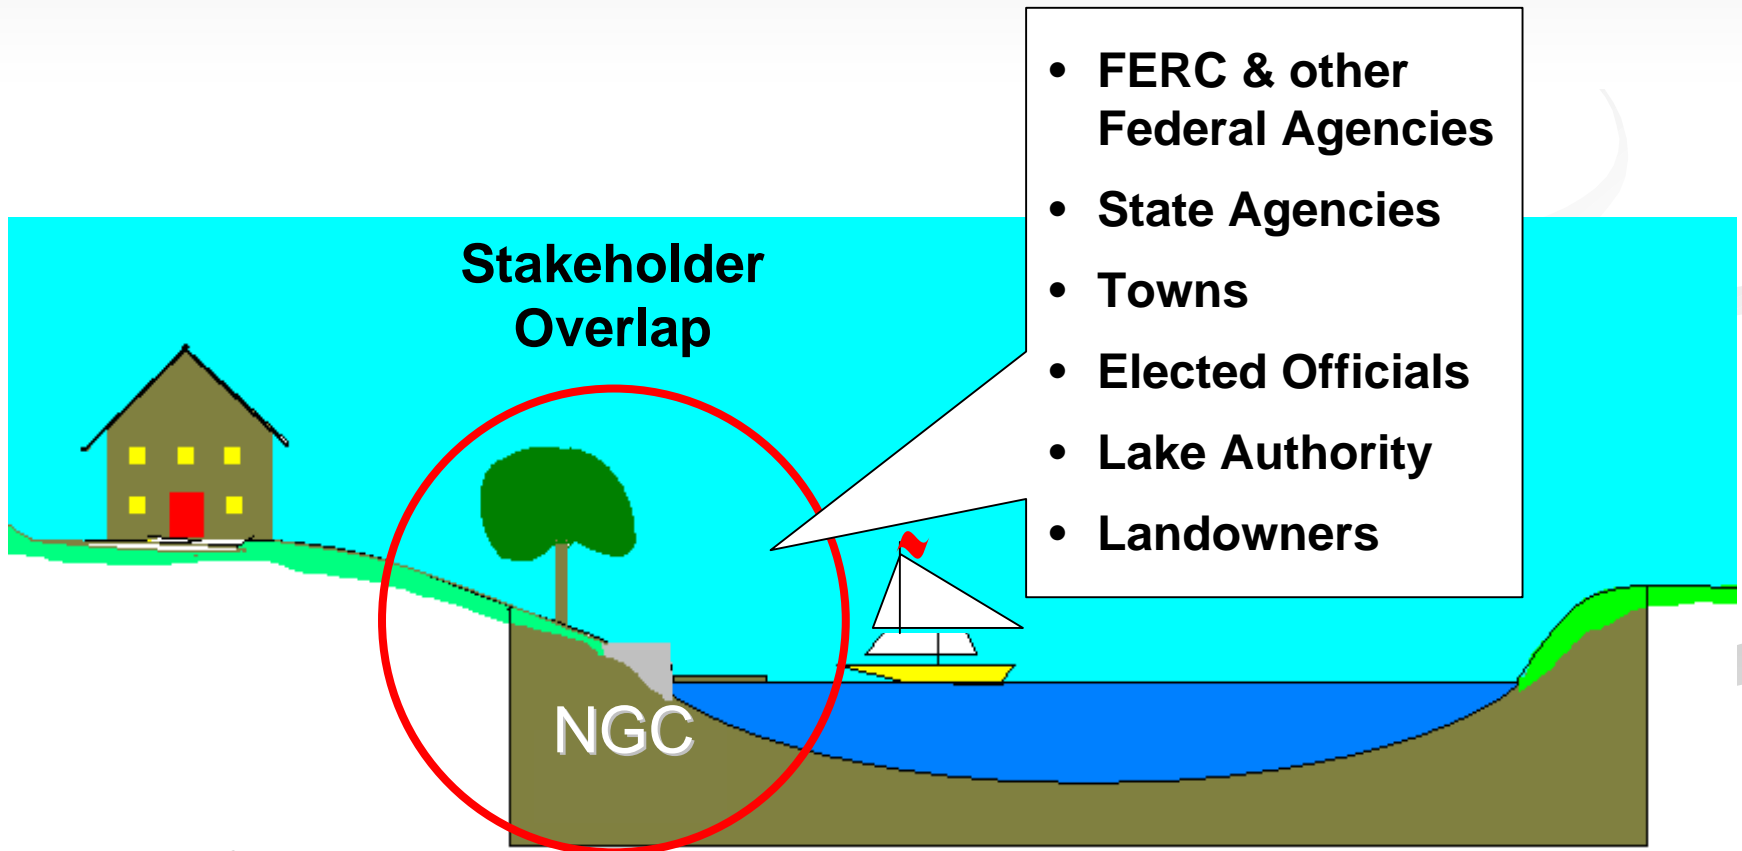 Stakeholder
Overlap
• FERC & other
Federal Agencies
• State Agencies
• Towns
• Elected Officials
• Lake Authority
• Landowners
NGC